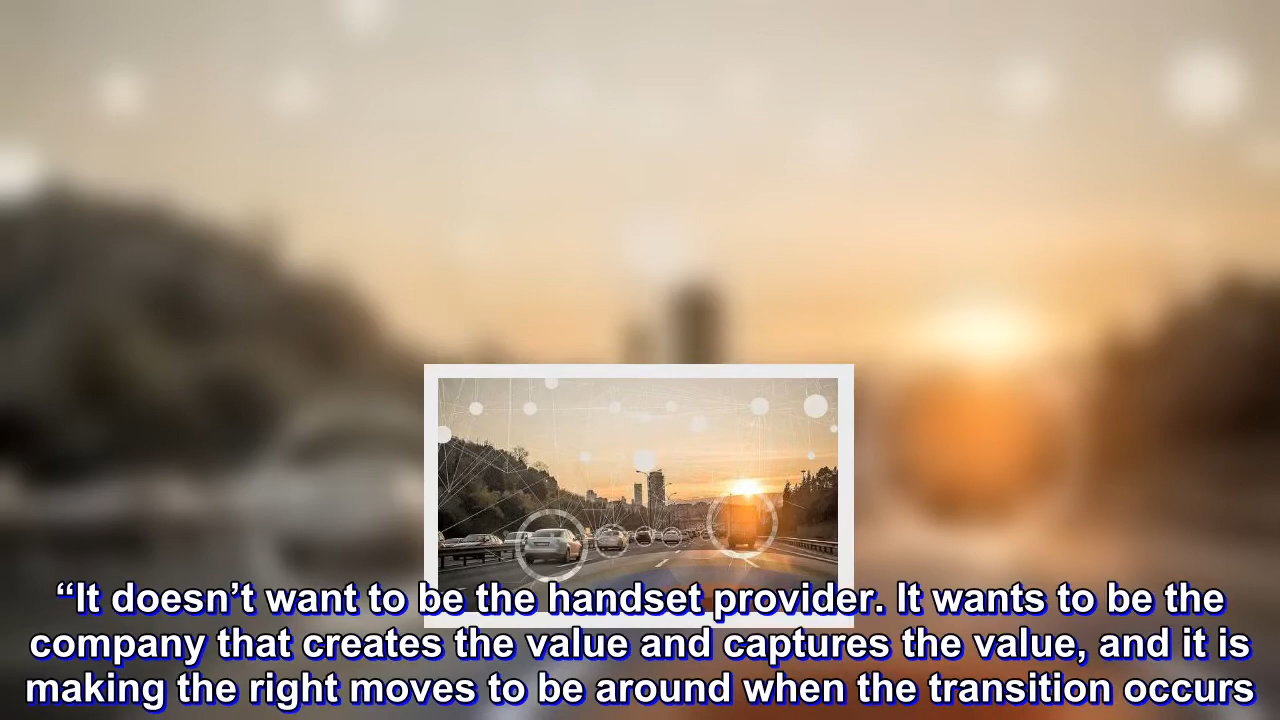 “It doesn’t want to be the handset provider. It wants to be the
company that creates the value and captures the value, and it is
making the right moves to be around when the transition occurs